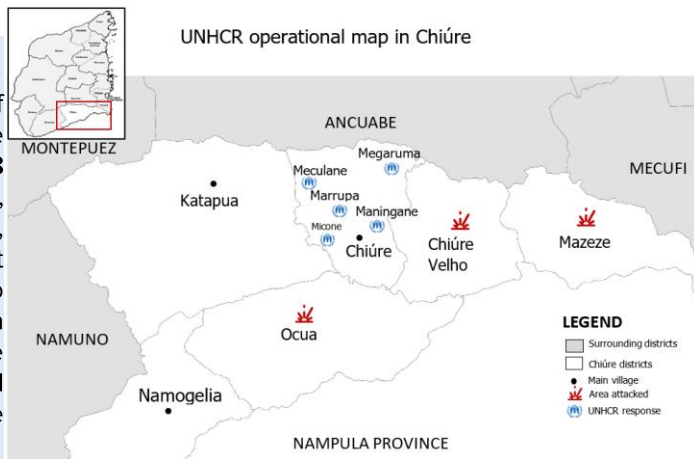 UNHCR operational map in Chiúre
MONTEPUEZ
ANCUABE
MECUFI
Megaruma
Meculane
Katapua
Marrupa
Maningane
Micone
Chiúre
Chiúre
Velho
Mazeze
Ocua
NAMUNO
Namogelia
NAMPULA PROVINCE
LEGEND
Surrounding districts
Chiúre districts
Main village
Area attacked
UNHCR response